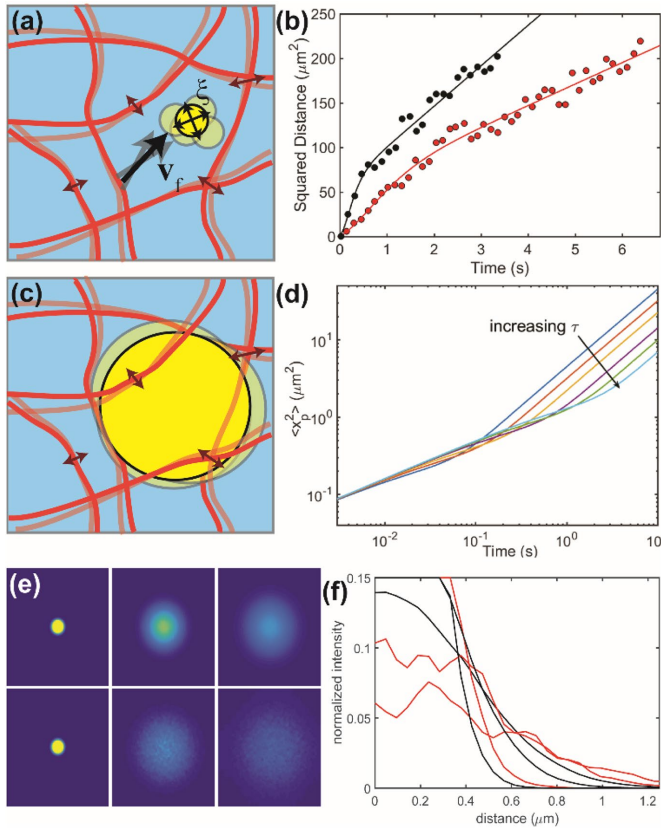 (a)
ξ
v_f
(b)
Squared Distance (μm²)
250
200
150
100
50
0
0 1 2 3 4 5 6
Time (s)
(c)
(d)
<x_p²> (μm²)
10¹
10⁰
10⁻¹
increasing τ
10⁻² 10⁻¹ 10⁰ 10
Time (s)
(e)
(f)
normalized intensity
0.15
0.1
0.05
0
0 0.2 0.4 0.6 0.8 1.0 1.2
distance (μm)